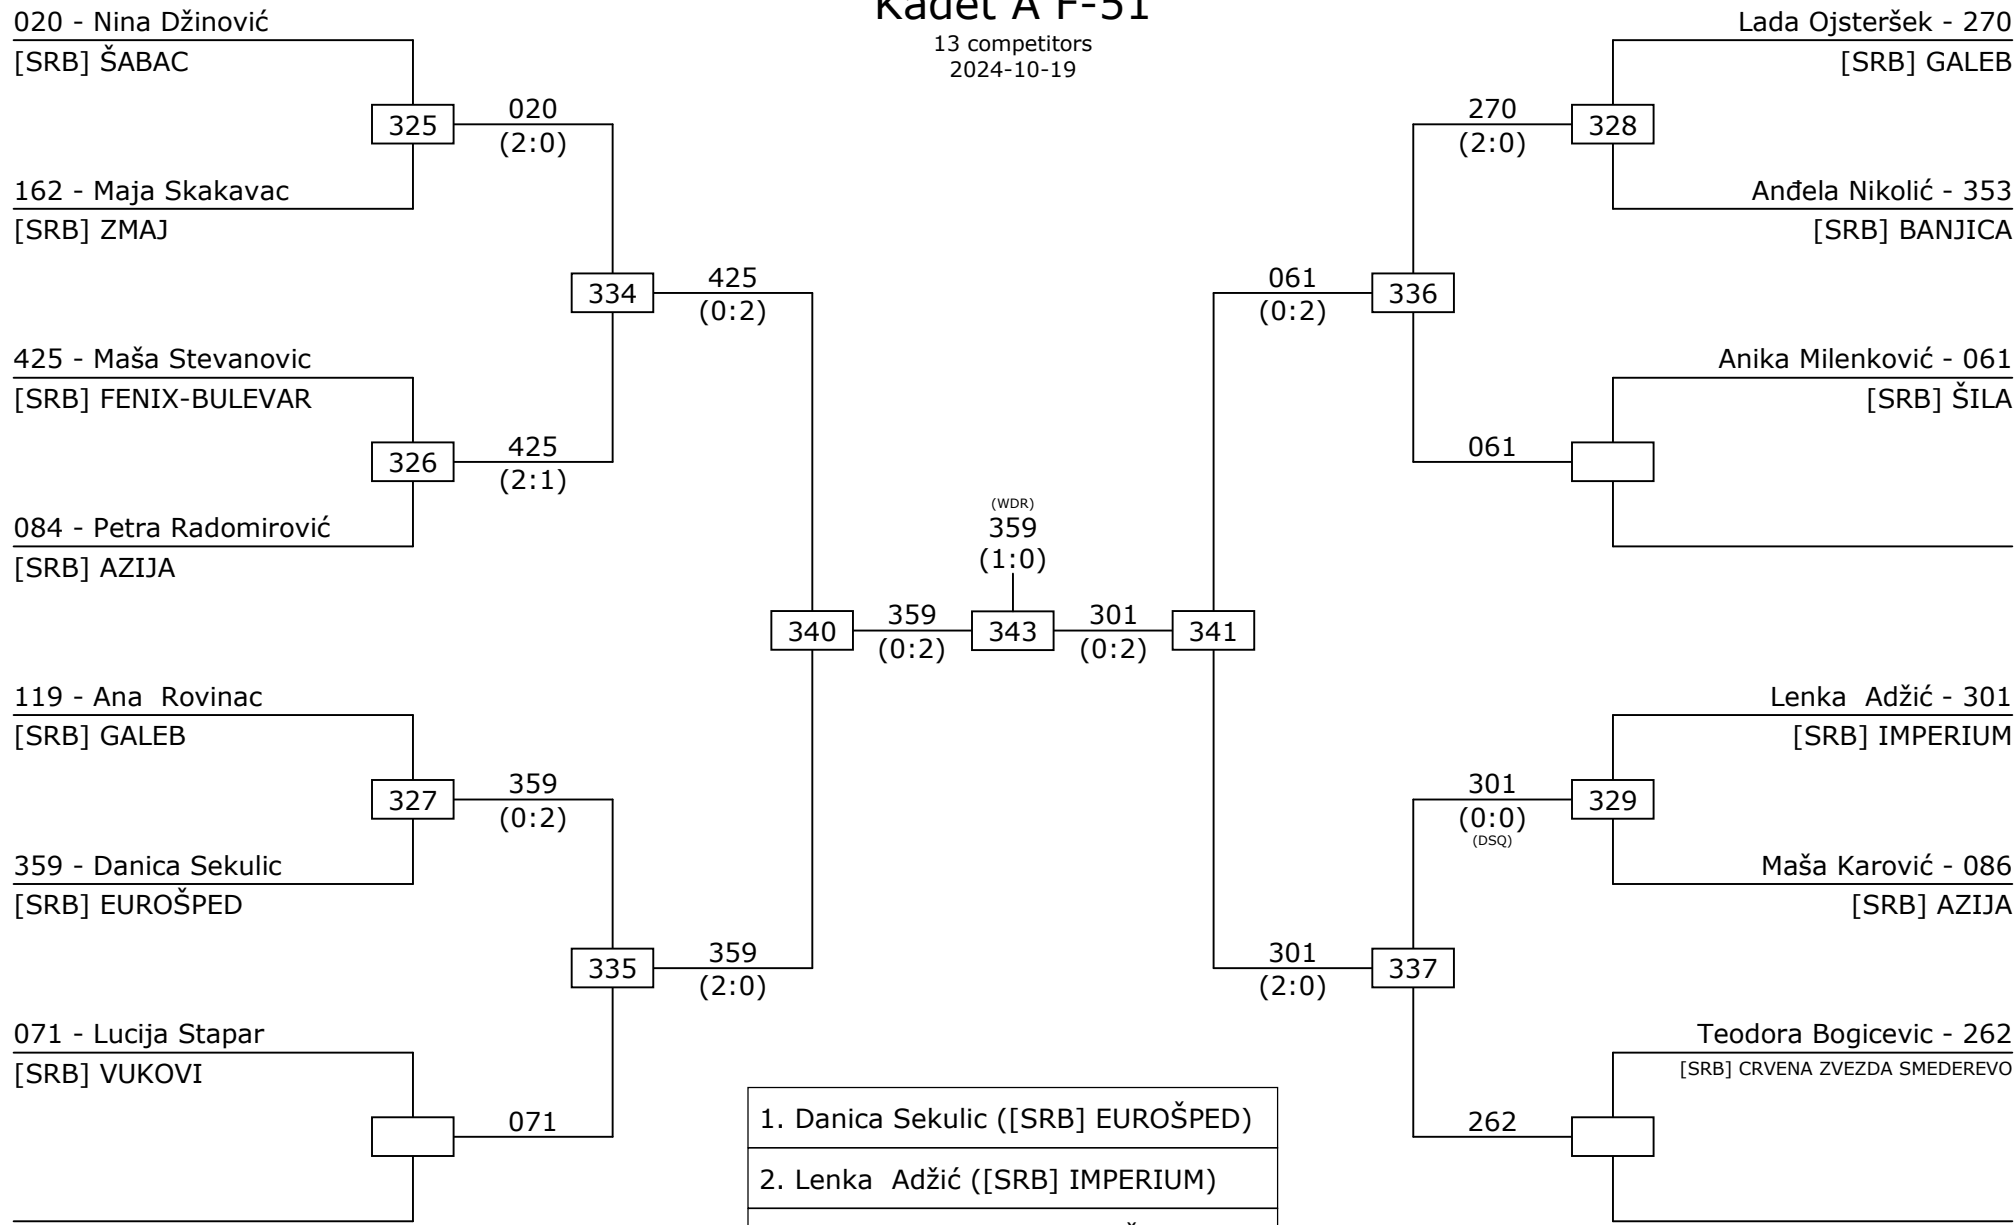 Kadet A F-51
13 competitors
2024-10-19
020 - Nina Džinović
[SRB] ŠABAC
325
020
(2:0)
162 - Maja Skakavac
[SRB] ZMAJ
334
425
(0:2)
425 - Maša Stevanovic
[SRB] FENIX-BULEVAR
326
425
(2:1)
084 - Petra Radomirović
[SRB] AZIJA
340
359
(0:2)
119 - Ana  Rovinac
[SRB] GALEB
327
359
(0:2)
359 - Danica Sekulic
[SRB] EUROŠPED
335
359
(2:0)
071 - Lucija Stapar
[SRB] VUKOVI
071
(WDR)
359
(1:0)
343
Lada Ojsteršek - 270
[SRB] GALEB
270
(2:0)
328
Anđela Nikolić - 353
[SRB] BANJICA
061
(0:2)
336
Anika Milenković - 061
[SRB] ŠILA
061
301
(0:2)
341
Lenka  Adžić - 301
[SRB] IMPERIUM
301
(0:0)
(DSQ)
329
Maša Karović - 086
[SRB] AZIJA
301
(2:0)
337
Teodora Bogicevic - 262
[SRB] CRVENA ZVEZDA SMEDEREVO
262
1. Danica Sekulic ([SRB] EUROŠPED)
2. Lenka  Adžić ([SRB] IMPERIUM)